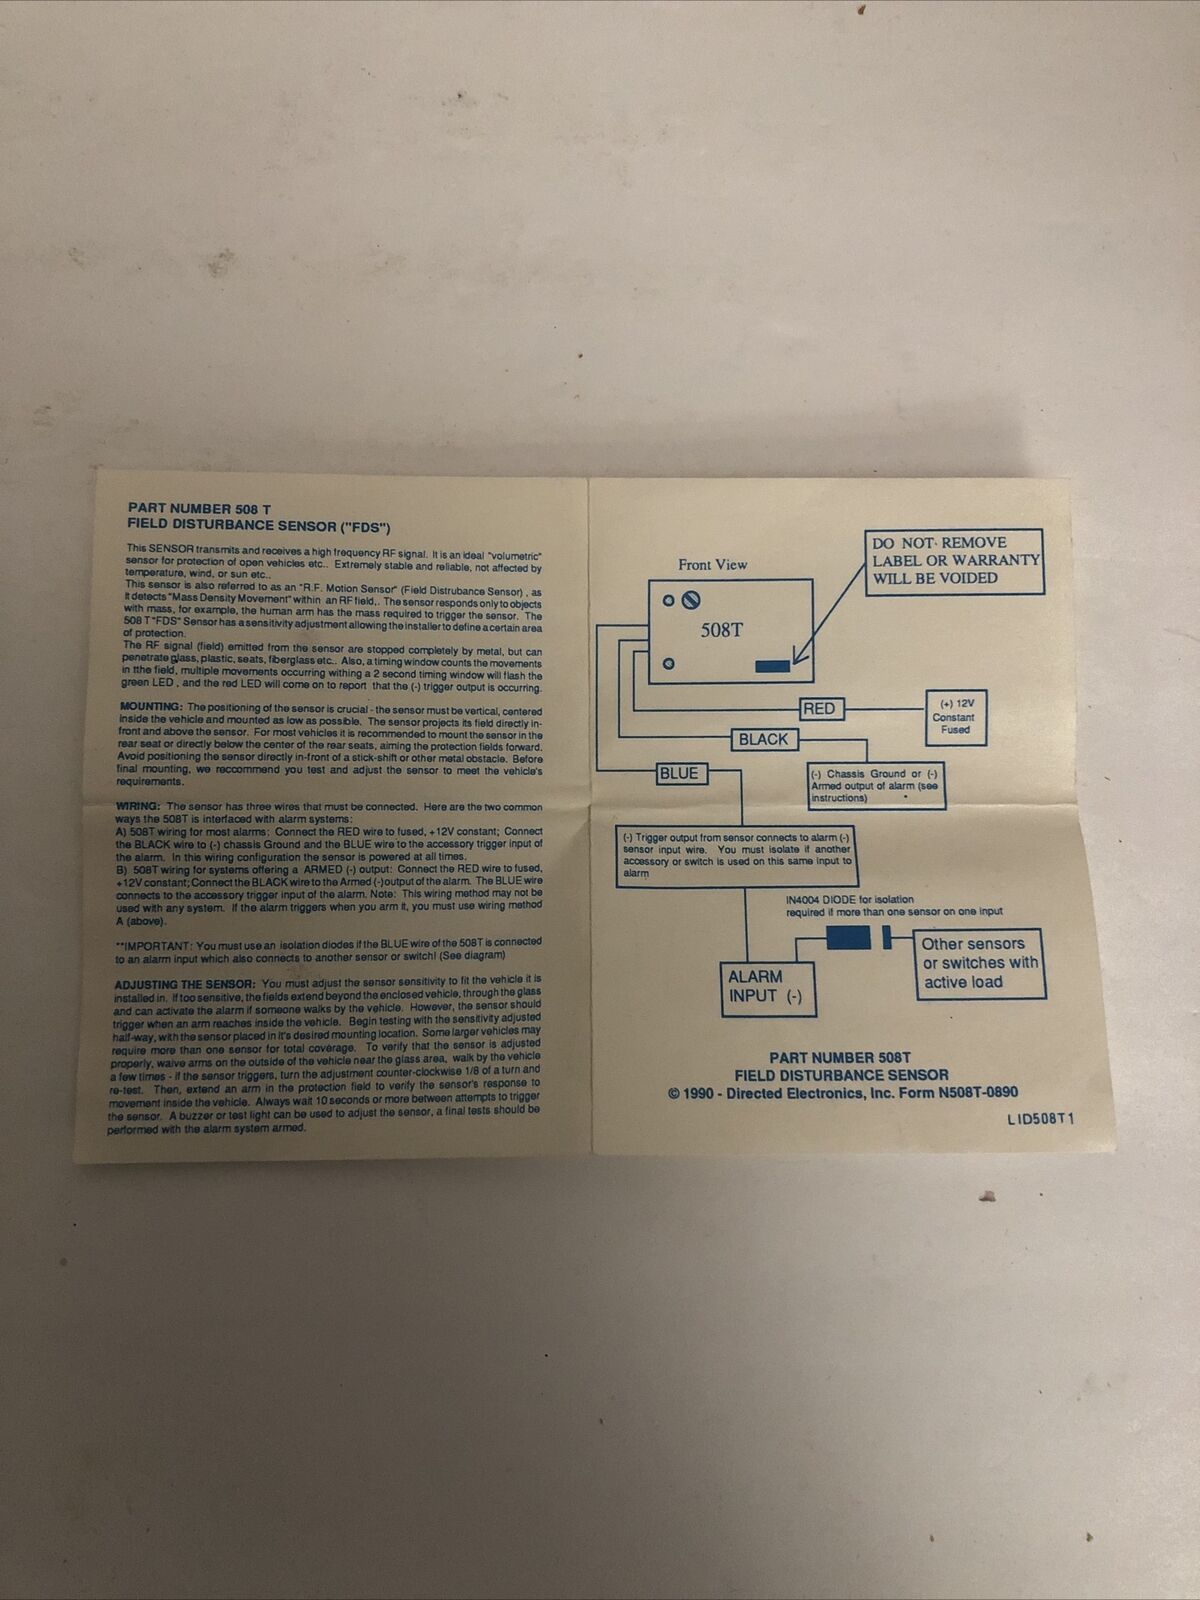 PART NUMBER 508 T
FIELD DISTURBANCE SENSOR ("FDS")
This SENSOR transmits and receives a high frequency RF signal. It is an ideal "volumetric"
sensor for protection of open vehicles etc.. Extremely stable and reliable, not affected by
temperature, wind, or sun etc..
This sensor is also referred to as an "R.F. Motion Sensor" (Field Distrubance Sensor) , as
it detects "Mass Density Movement" within an RF field,. The sensor responds only to objects
with mass, for example, the human arm has the mass required to trigger the sensor. The
508 T "FDS" Sensor has a sensitivity adjustment allowing the installer to define a certain area
of protection.
The RF signal (field) emitted from the sensor are stopped completely by metal, but can
penetrate glass, plastic, seats, fiberglass etc.. Also, a timing window counts the movements
in tthe field, multiple movements occurring withing a 2 second timing window will flash the
green LED , and the red LED will come on to report that the (-) trigger output is occurring.
MOUNTING: The positioning of the sensor is crucial - the sensor must be vertical, centered
inside the vehicle and mounted as low as possible. The sensor projects its field directly in-
front and above the sensor. For most vehicles it is recommended to mount the sensor in the
rear seat or directly below the center of the rear seats, aiming the protection fields forward.
Avoid positioning the sensor directly in-front of a stick-shift or other metal obstacle. Before
final mounting, we reccommend you test and adjust the sensor to meet the vehicle's
requirements.
WIRING: The sensor has three wires that must be connected. Here are the two common
ways the 508T is interfaced with alarm systems:
A) 508T wiring for most alarms: Connect the RED wire to fused, +12V constant; Connect
the BLACK wire to (-) chassis Ground and the BLUE wire to the accessory trigger input of
the alarm. In this wiring configuration the sensor is powered at all times.
B) 508T wiring for systems offering a ARMED (-) output: Connect the RED wire to fused,
+12V constant; Connect the BLACK wire to the Armed (-) output of the alarm. The BLUE wire
connects to the accessory trigger input of the alarm. Note: This wiring method may not be
used with any system. If the alarm triggers when you arm it, you must use wiring method
A (above).
**IMPORTANT: You must use an isolation diodes if the BLUE wire of the 508T is connected
to an alarm input which also connects to another sensor or switch! (See diagram)
ADJUSTING THE SENSOR: You must adjust the sensor sensitivity to fit the vehicle it is
installed in. If too sensitive, the fields extend beyond the enclosed vehicle, through the glass
and can activate the alarm if someone walks by the vehicle. However, the sensor should
trigger when an arm reaches inside the vehicle. Begin testing with the sensitivity adjusted
half-way, with the sensor placed in it's desired mounting location. Some larger vehicles may
require more than one sensor for total coverage. To verify that the sensor is adjusted
properly, waive arms on the outside of the vehicle near the glass area, walk by the vehicle
a few times - if the sensor triggers, turn the adjustment counter-clockwise 1/8 of a turn and
re-test. Then, extend an arm in the protection field to verify the sensor's response to
movement inside the vehicle. Always wait 10 seconds or more between attempts to trigger
the sensor. A buzzer or test light can be used to adjust the sensor, a final tests should be
performed with the alarm system armed.
DO NOT REMOVE
LABEL OR WARRANTY
WILL BE VOIDED
Front View
508T
RED
(+) 12V
Constant
Fused
BLACK
(-) Chassis Ground or (-)
Armed output of alarm (see
instructions)
BLUE
(-) Trigger output from sensor connects to alarm (-)
sensor input wire. You must isolate if another
accessory or switch is used on this same input to
alarm
IN4004 DIODE for isolation
required if more than one sensor on one input
Other sensors
or switches with
active load
ALARM
INPUT (-)
PART NUMBER 508T
FIELD DISTURBANCE SENSOR
© 1990 - Directed Electronics, Inc. Form N508T-0890
LID508T1